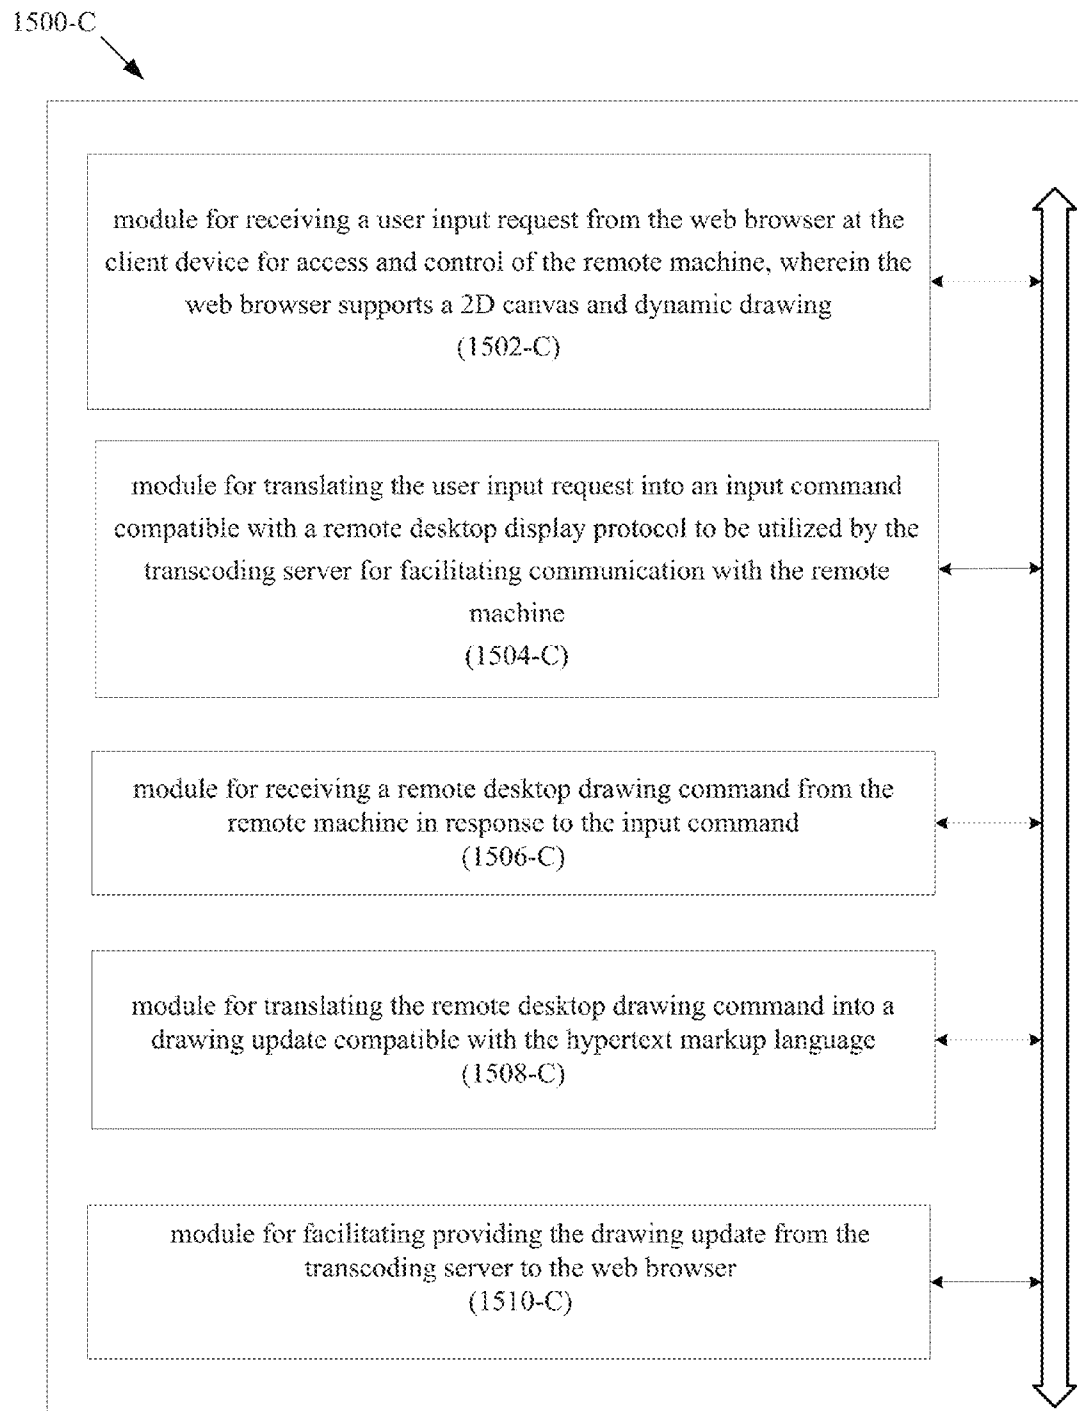 1500-C
module for receiving a user input request from the web browser at the
client device for access and control of the remote machine, wherein the
web browser supports a 2D canvas and dynamic drawing
(1502-C)
module for translating the user input request into an input command
compatible with a remote desktop display protocol to be utilized by the
transcoding server for facilitating communication with the remote
machine
(1504-C)
module for receiving a remote desktop drawing command from the
remote machine in response to the input command
(1506-C)
module for translating the remote desktop drawing command into a
drawing update compatible with the hypertext markup language
(1508-C)
module for facilitating providing the drawing update from the
transcoding server to the web browser
(1510-C)